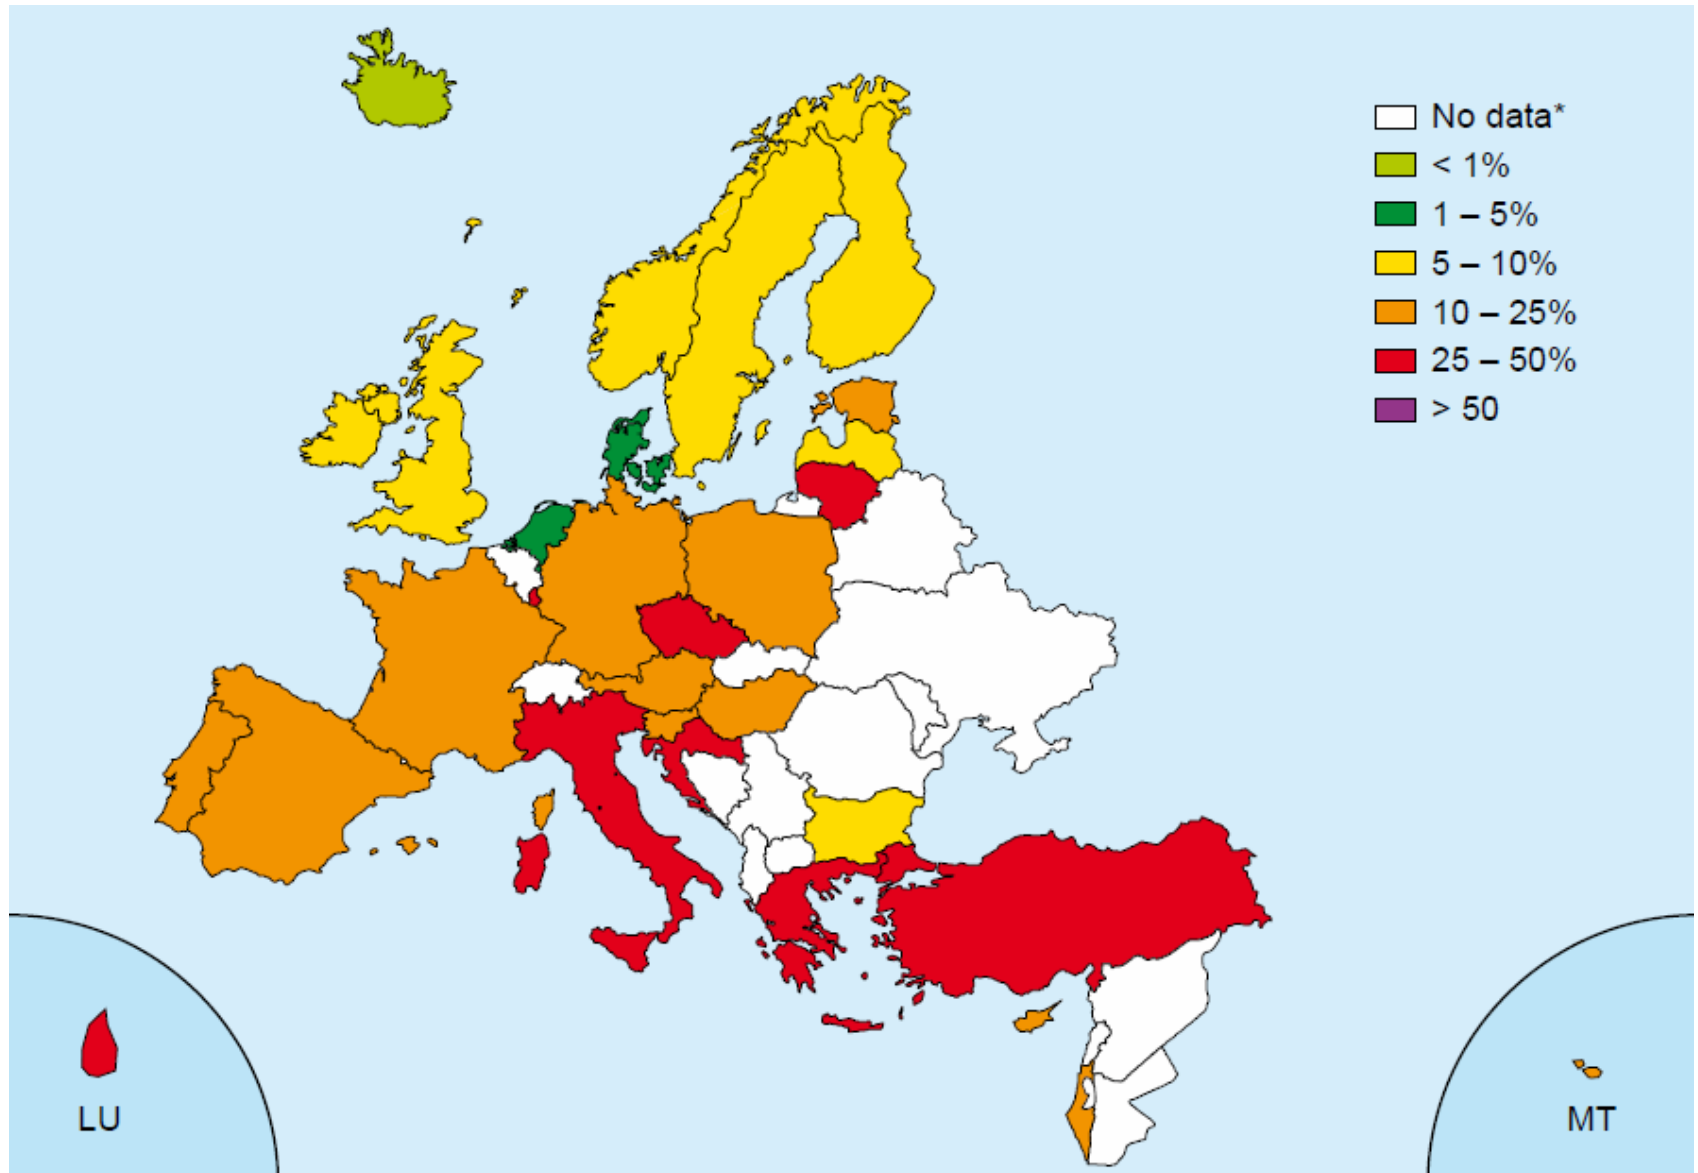 No data*
< 1%
1 – 5%
5 – 10%
10 – 25%
25 – 50%
> 50
LU
MT